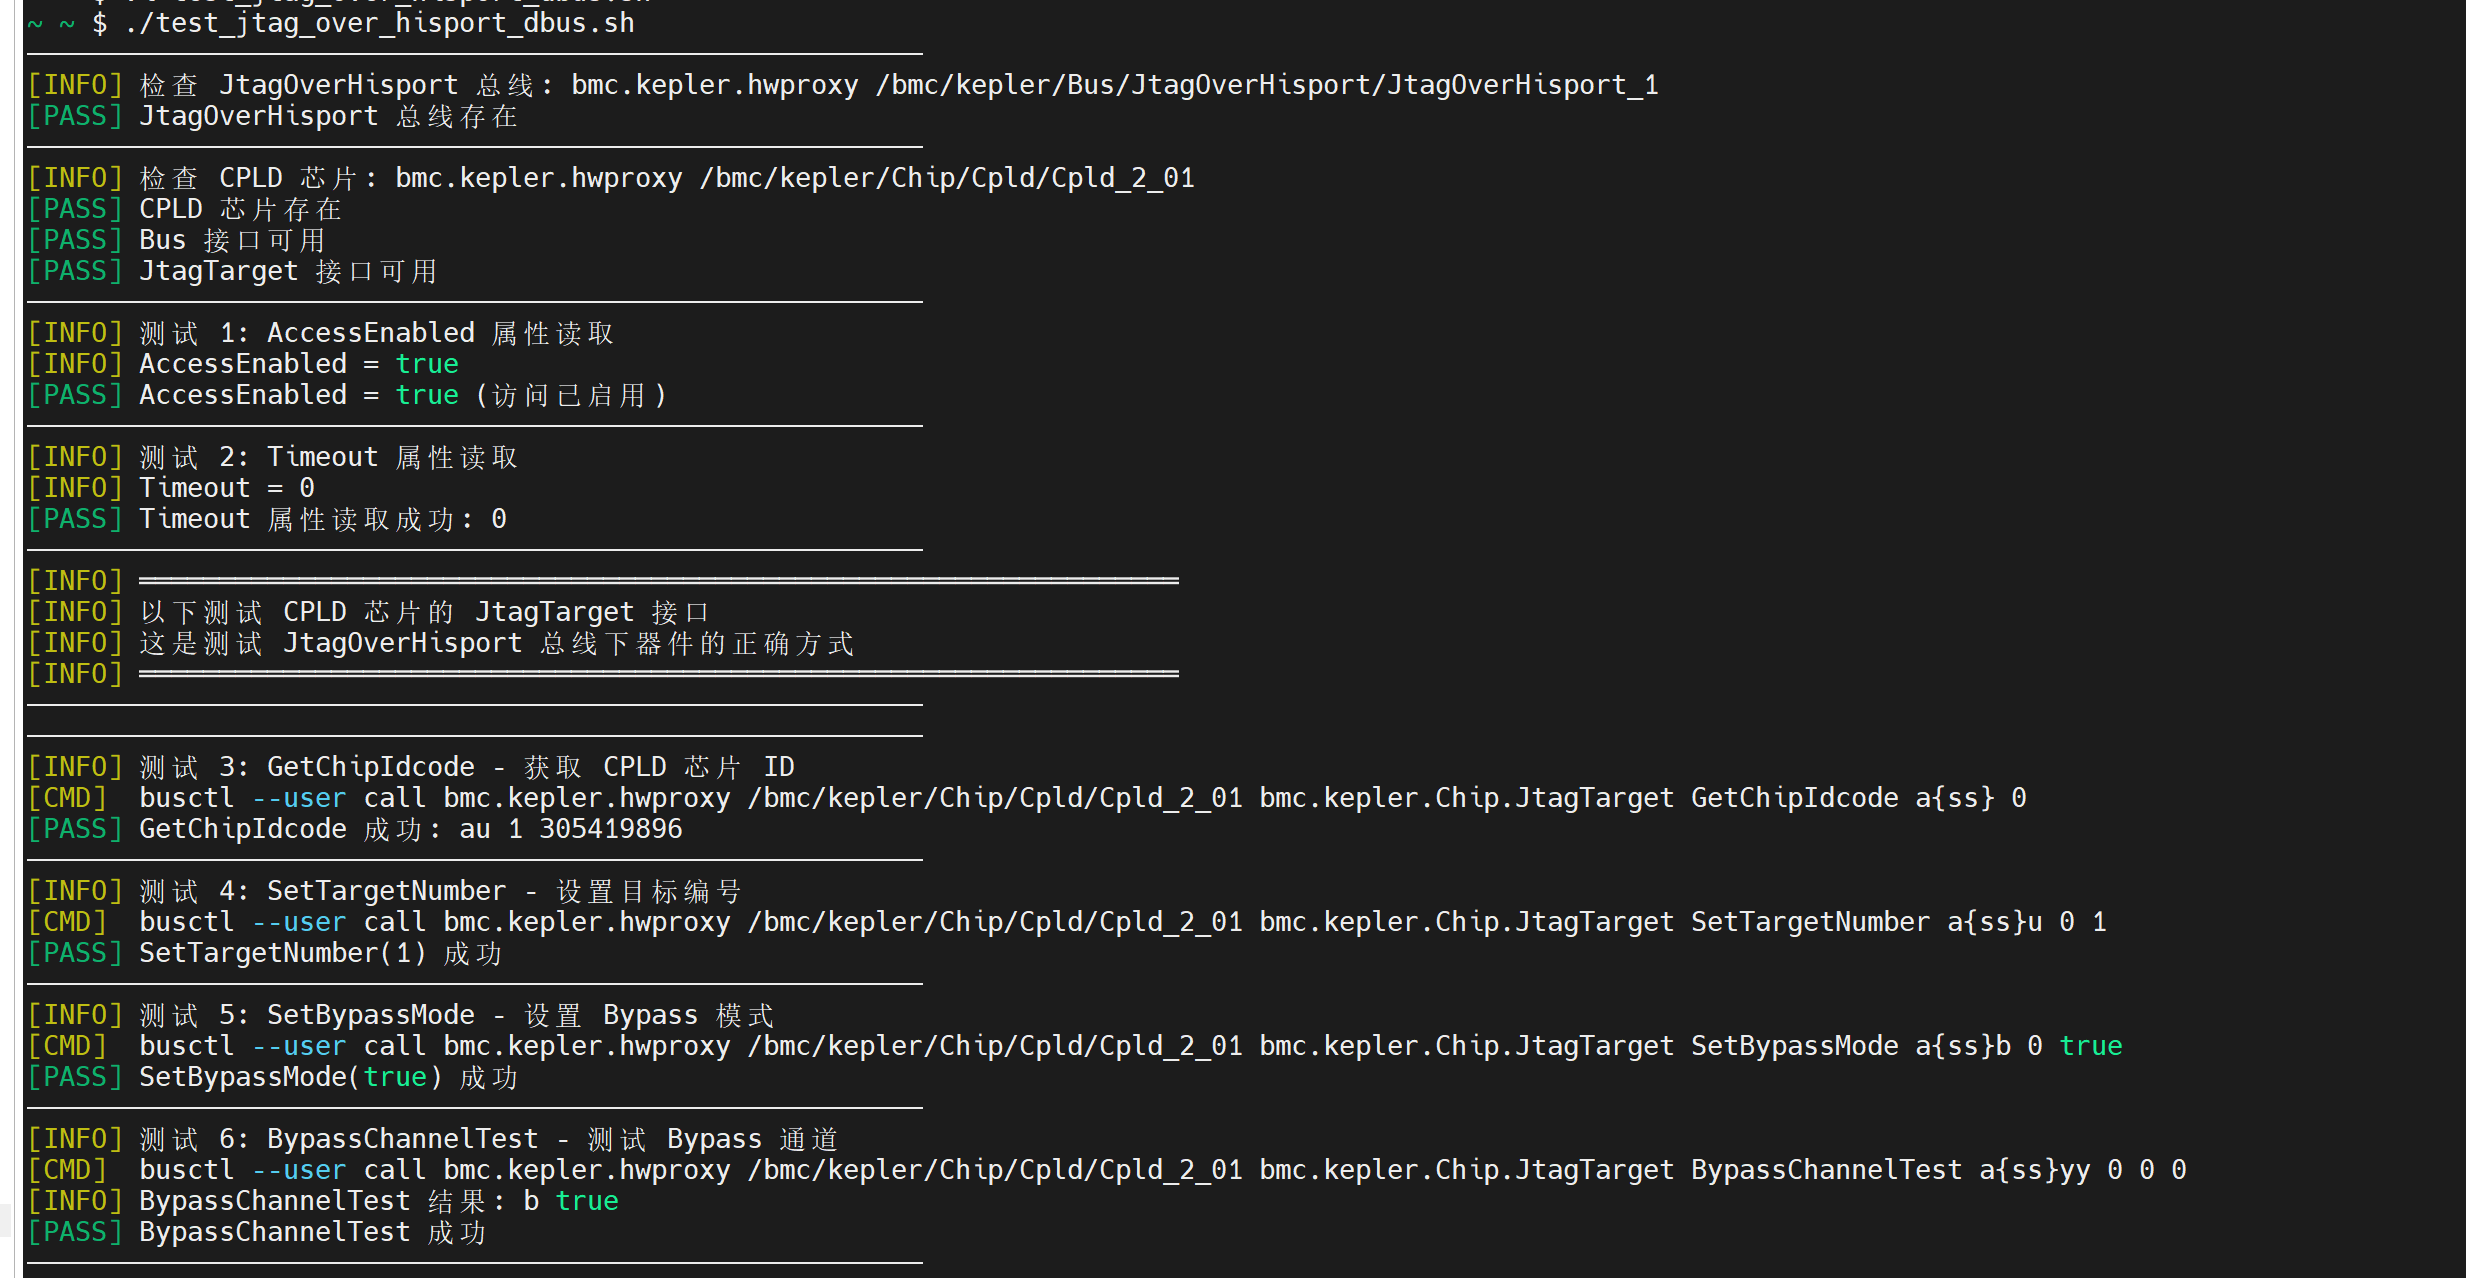 ~ ~ $ ./test_jtag_over_hisport_dbus.sh
[INFO] 检查 JtagOverHisport 总线: bmc.kepler.hwproxy /bmc/kepler/Bus/JtagOverHisport/JtagOverHisport_1
[PASS] JtagOverHisport 总线存在
[INFO] 检查 CPLD 芯片: bmc.kepler.hwproxy /bmc/kepler/Chip/Cpld/Cpld_2_01
[PASS] CPLD 芯片存在
[PASS] Bus 接口可用
[PASS] JtagTarget 接口可用
[INFO] 测试 1: AccessEnabled 属性读取
[INFO] AccessEnabled = true
[PASS] AccessEnabled = true (访问已启用)
[INFO] 测试 2: Timeout 属性读取
[INFO] Timeout = 0
[PASS] Timeout 属性读取成功: 0
[INFO] ═════════════════════════════════════════════════════════════════
[INFO] 以下测试 CPLD 芯片的 JtagTarget 接口
[INFO] 这是测试 JtagOverHisport 总线下器件的正确方式
[INFO] ═════════════════════════════════════════════════════════════════
[INFO] 测试 3: GetChipIdcode - 获取 CPLD 芯片 ID
[CMD]  busctl --user call bmc.kepler.hwproxy /bmc/kepler/Chip/Cpld/Cpld_2_01 bmc.kepler.Chip.JtagTarget GetChipIdcode a{ss} 0
[PASS] GetChipIdcode 成功: au 1 305419896
[INFO] 测试 4: SetTargetNumber - 设置目标编号
[CMD]  busctl --user call bmc.kepler.hwproxy /bmc/kepler/Chip/Cpld/Cpld_2_01 bmc.kepler.Chip.JtagTarget SetTargetNumber a{ss}u 0 1
[PASS] SetTargetNumber(1) 成功
[INFO] 测试 5: SetBypassMode - 设置 Bypass 模式
[CMD]  busctl --user call bmc.kepler.hwproxy /bmc/kepler/Chip/Cpld/Cpld_2_01 bmc.kepler.Chip.JtagTarget SetBypassMode a{ss}b 0 true
[PASS] SetBypassMode(true) 成功
[INFO] 测试 6: BypassChannelTest - 测试 Bypass 通道
[CMD]  busctl --user call bmc.kepler.hwproxy /bmc/kepler/Chip/Cpld/Cpld_2_01 bmc.kepler.Chip.JtagTarget BypassChannelTest a{ss}yy 0 0 0
[INFO] BypassChannelTest 结果: b true
[PASS] BypassChannelTest 成功